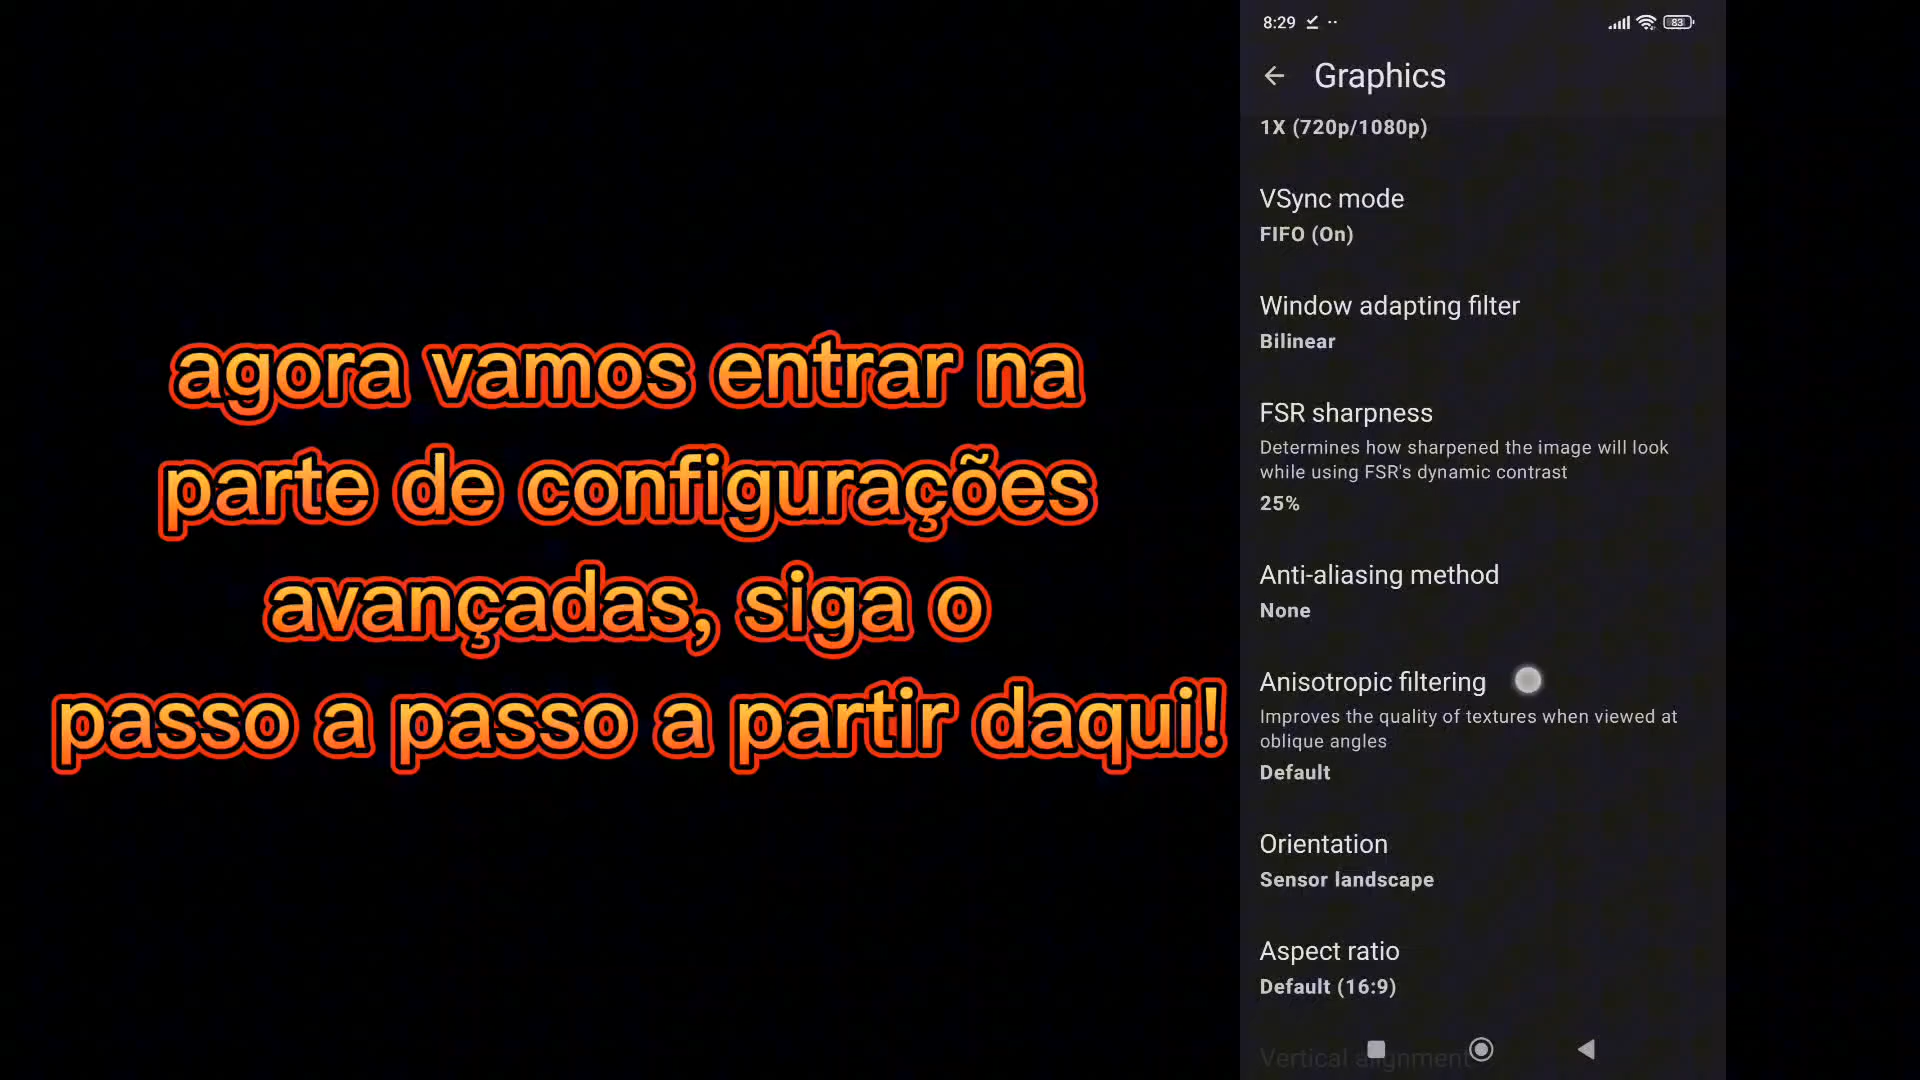 agora vamos entrar na
parte de configurações
avançadas, siga o
passo a passo a partir daqui!
8:29
83
Graphics
1X (720p/1080p)
VSync mode
FIFO (On)
Window adapting filter
Bilinear
FSR sharpness
Determines how sharpened the image will look
while using FSR's dynamic contrast
25%
Anti-aliasing method
None
Anisotropic filtering
Improves the quality of textures when viewed at
oblique angles
Default
Orientation
Sensor landscape
Aspect ratio
Default (16:9)
Vertical alignment